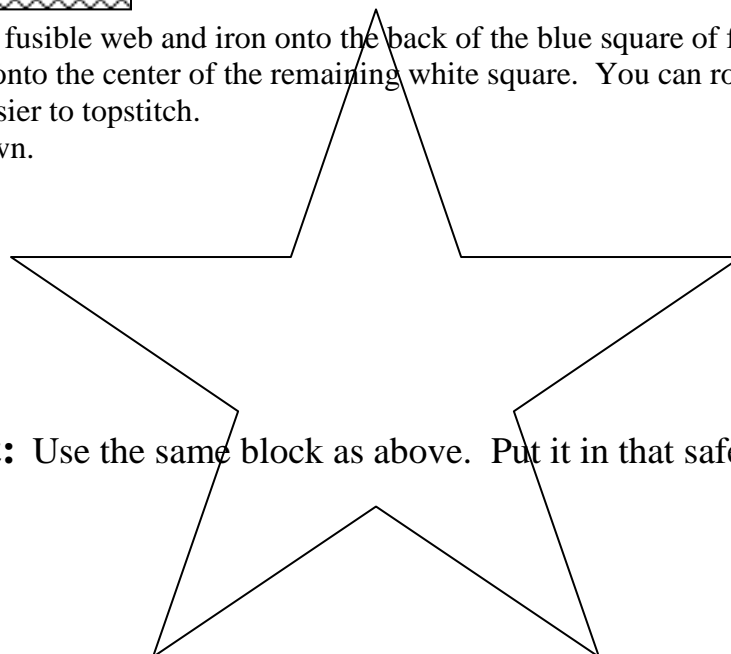 fusible web and iron onto the back of the blue square of
onto the center of the remaining white square. You can
sier to topstitch.
wn.
: Use the same block as above. Put it in that safe